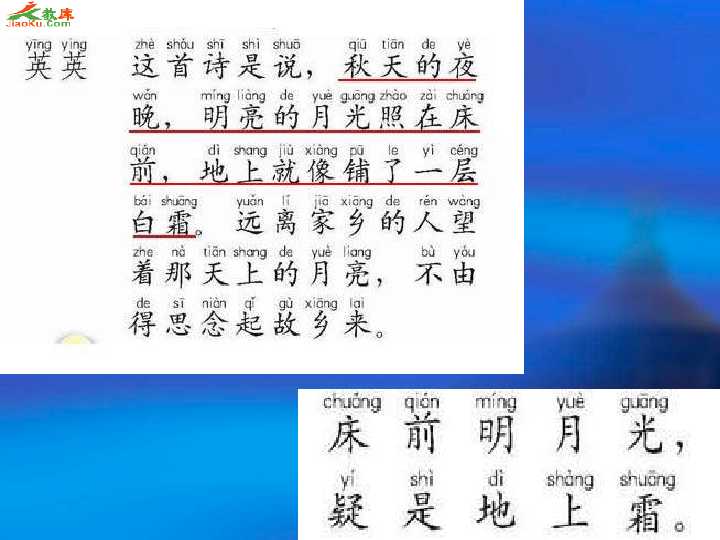 教库
JiaoKu.Com
yīng yīng zhè shǒu shī shì shuō qiū tiān de yè
英英 这首诗是说，秋天的夜
wǎn míng liàng de yuè guāng zhào zài chuáng
晚，明亮的月光照在床
qián dì shang jiù xiàng pū le yì céng
前，地上就像铺了一层
bái shuāng yuǎn lí jiā xiāng de rén wàng
白霜。远离家乡的人望
zhe nà tiān shang de yuè liang bù yóu
着那天上的月亮，不由
de sī niàn qǐ gù xiāng lai
得思念起故乡来。
chuáng qián míng yuè guāng
床前明月光，
yí shì dì shàng shuāng
疑是地上霜。